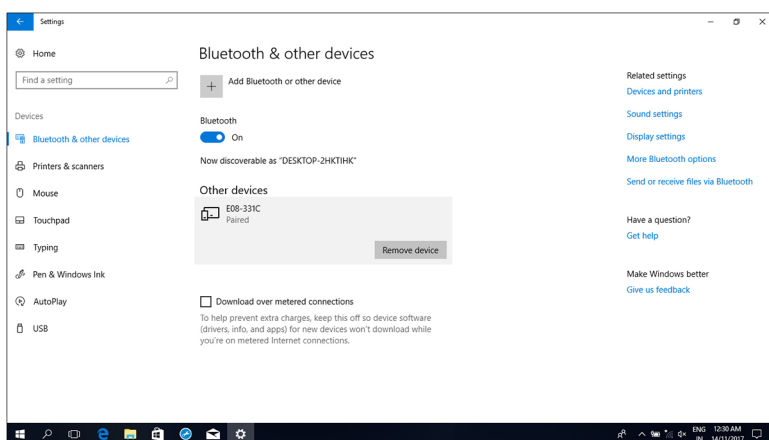 Settings
Home
Find a setting
Devices
Bluetooth & other devices
Printers & scanners
Mouse
Touchpad
Typing
Pen & Windows Ink
AutoPlay
USB
Bluetooth & other devices
Add Bluetooth or other device
Bluetooth
On
Now discoverable as "DESKTOP-2HKTIHK"
Other devices
E08-331C
Paired
Remove device
Download over metered connections
To help prevent extra charges, keep this off so device software
(drivers, info, and apps) for new devices won't download while
you're on metered Internet connections.
Related settings
Devices and printers
Sound settings
Display settings
More Bluetooth options
Send or receive files via Bluetooth
Have a question?
Get help
Make Windows better
Give us feedback
ENG 12:30 AM
IN 14/11/2017